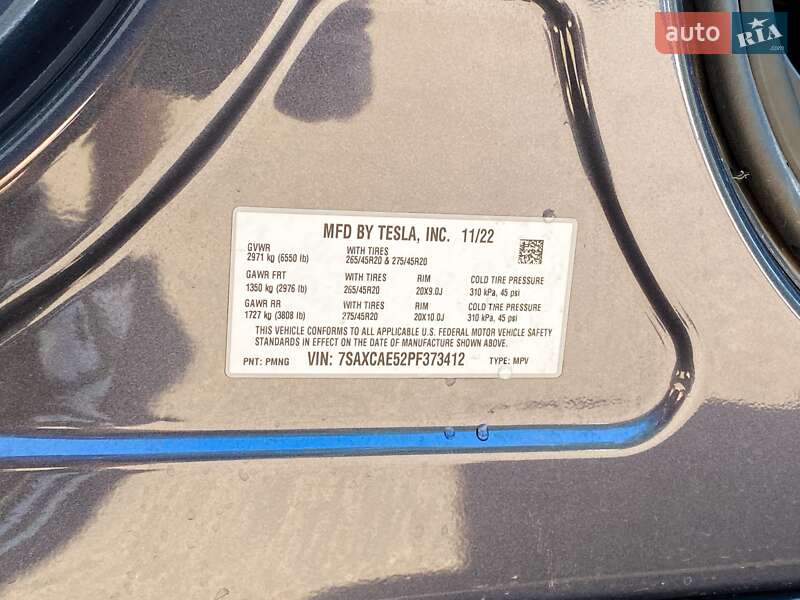 auto RIA .com
MFD BY TESLA, INC. 11/22
GVWR WITH TIRES
2971 kg (6550 lb) 265/45R20 & 275/45R20
GAWR FRT WITH TIRES RIM COLD TIRE PRESSURE
1350 kg (2976 lb) 265/45R20 20X9.0J 310 kPa, 45 psi
GAWR RR WITH TIRES RIM COLD TIRE PRESSURE
1727 kg (3808 lb) 275/45R20 20X10.0J 310 kPa, 45 psi
THIS VEHICLE CONFORMS TO ALL APPLICABLE U.S. FEDERAL MOTOR VEHICLE SAFETY
STANDARDS IN EFFECT ON THE DATE OF MANUFACTURE SHOWN ABOVE.
PNT: PMNG VIN: 7SAXCAE52PF373412 TYPE: MPV